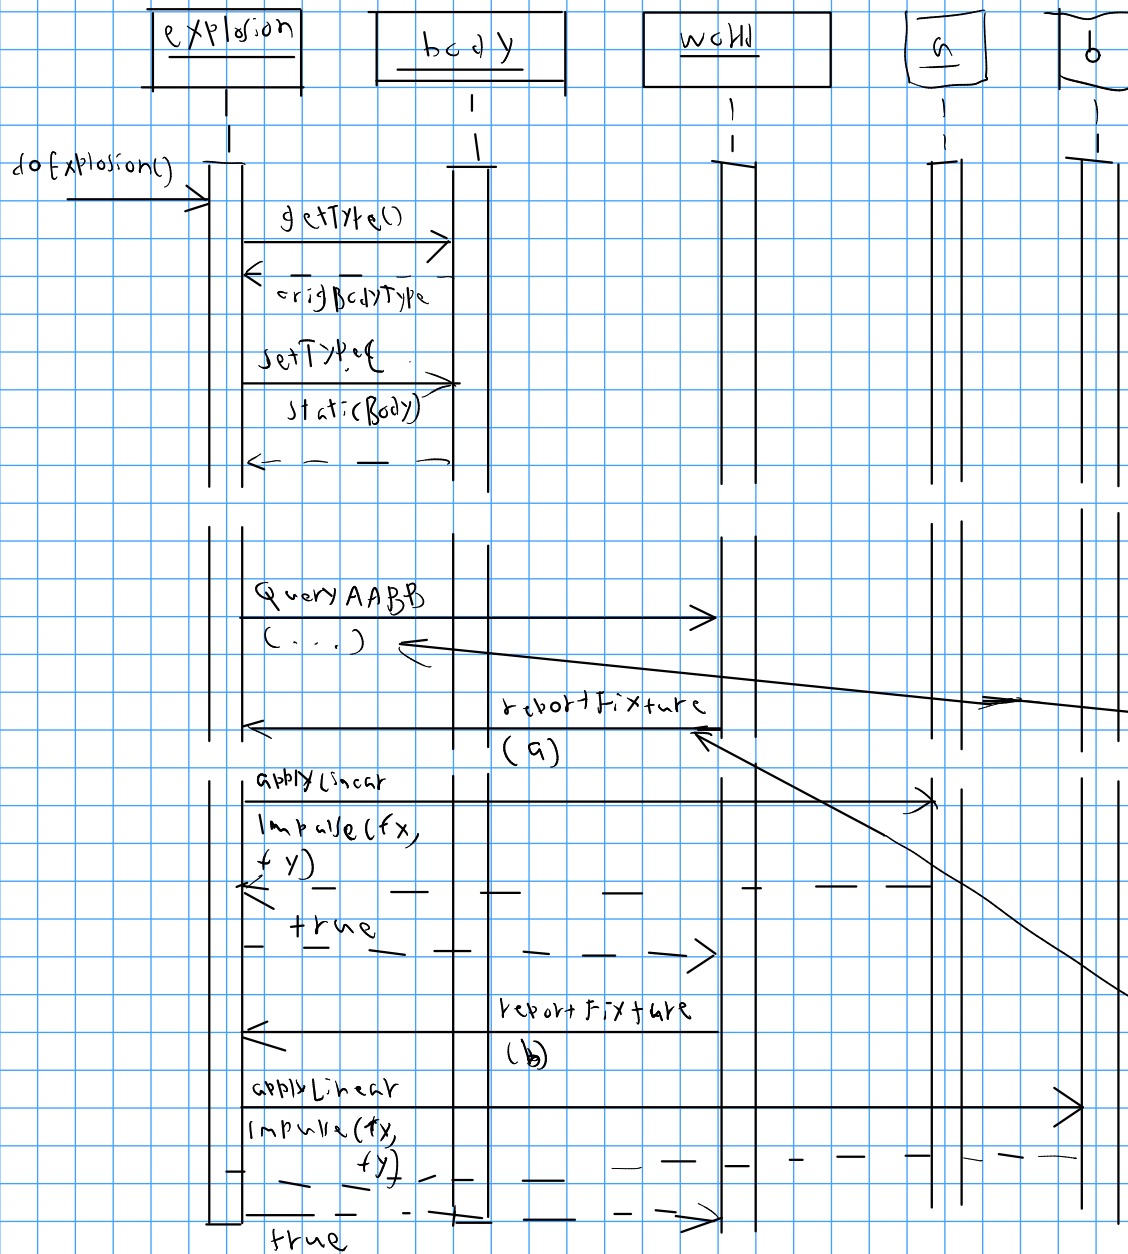 explosion
body
world
a
b
doExplosion()
getType()
origBodyType
setType(
staticBody)
QueryAABB
(...)
reportFixture
(a)
applyLinear
Impulse(fx,
fy)
true
reportFixture
(b)
applyLinear
Impulse(fx,
fy)
true